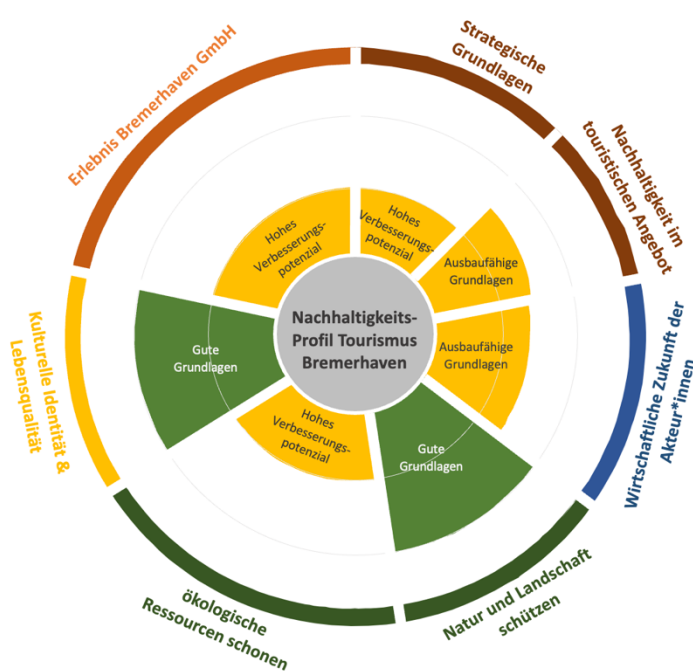 Erlebnis Bremerhaven GmbH
Strategische
Grundlagen
Nachhaltigkeit im
touristischen Angebot
Wirtschaftliche Zukunft der
Akteur*innen
Natur und Landschaft
schützen
ökologische
Ressourcen schonen
Kulturelle Identität &
Lebensqualität
Hohes
Verbesserungs-
potenzial
Hohes
Verbesserungs-
potenzial
Ausbaufähige
Grundlagen
Ausbaufähige
Grundlagen
Gute
Grundlagen
Hohes
Verbesserungs-
potenzial
Gute
Grundlagen
Nachhaltigkeits-
Profil Tourismus
Bremerhaven